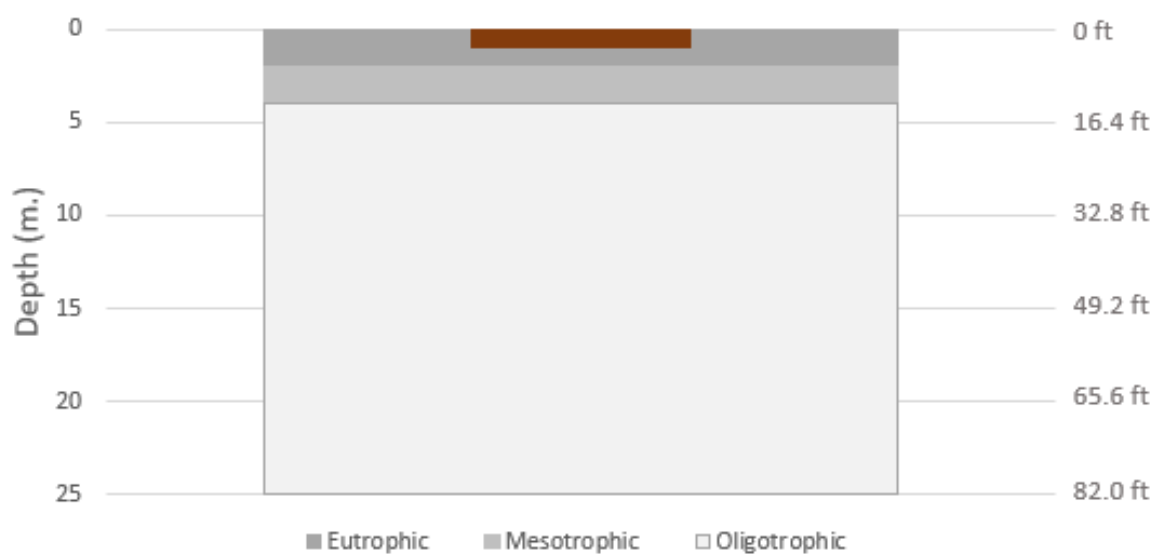 0
0 ft
5
16.4 ft
10
32.8 ft
Depth (m.)
15
49.2 ft
20
65.6 ft
25
82.0 ft
Eutrophic Mesotrophic Oligotrophic